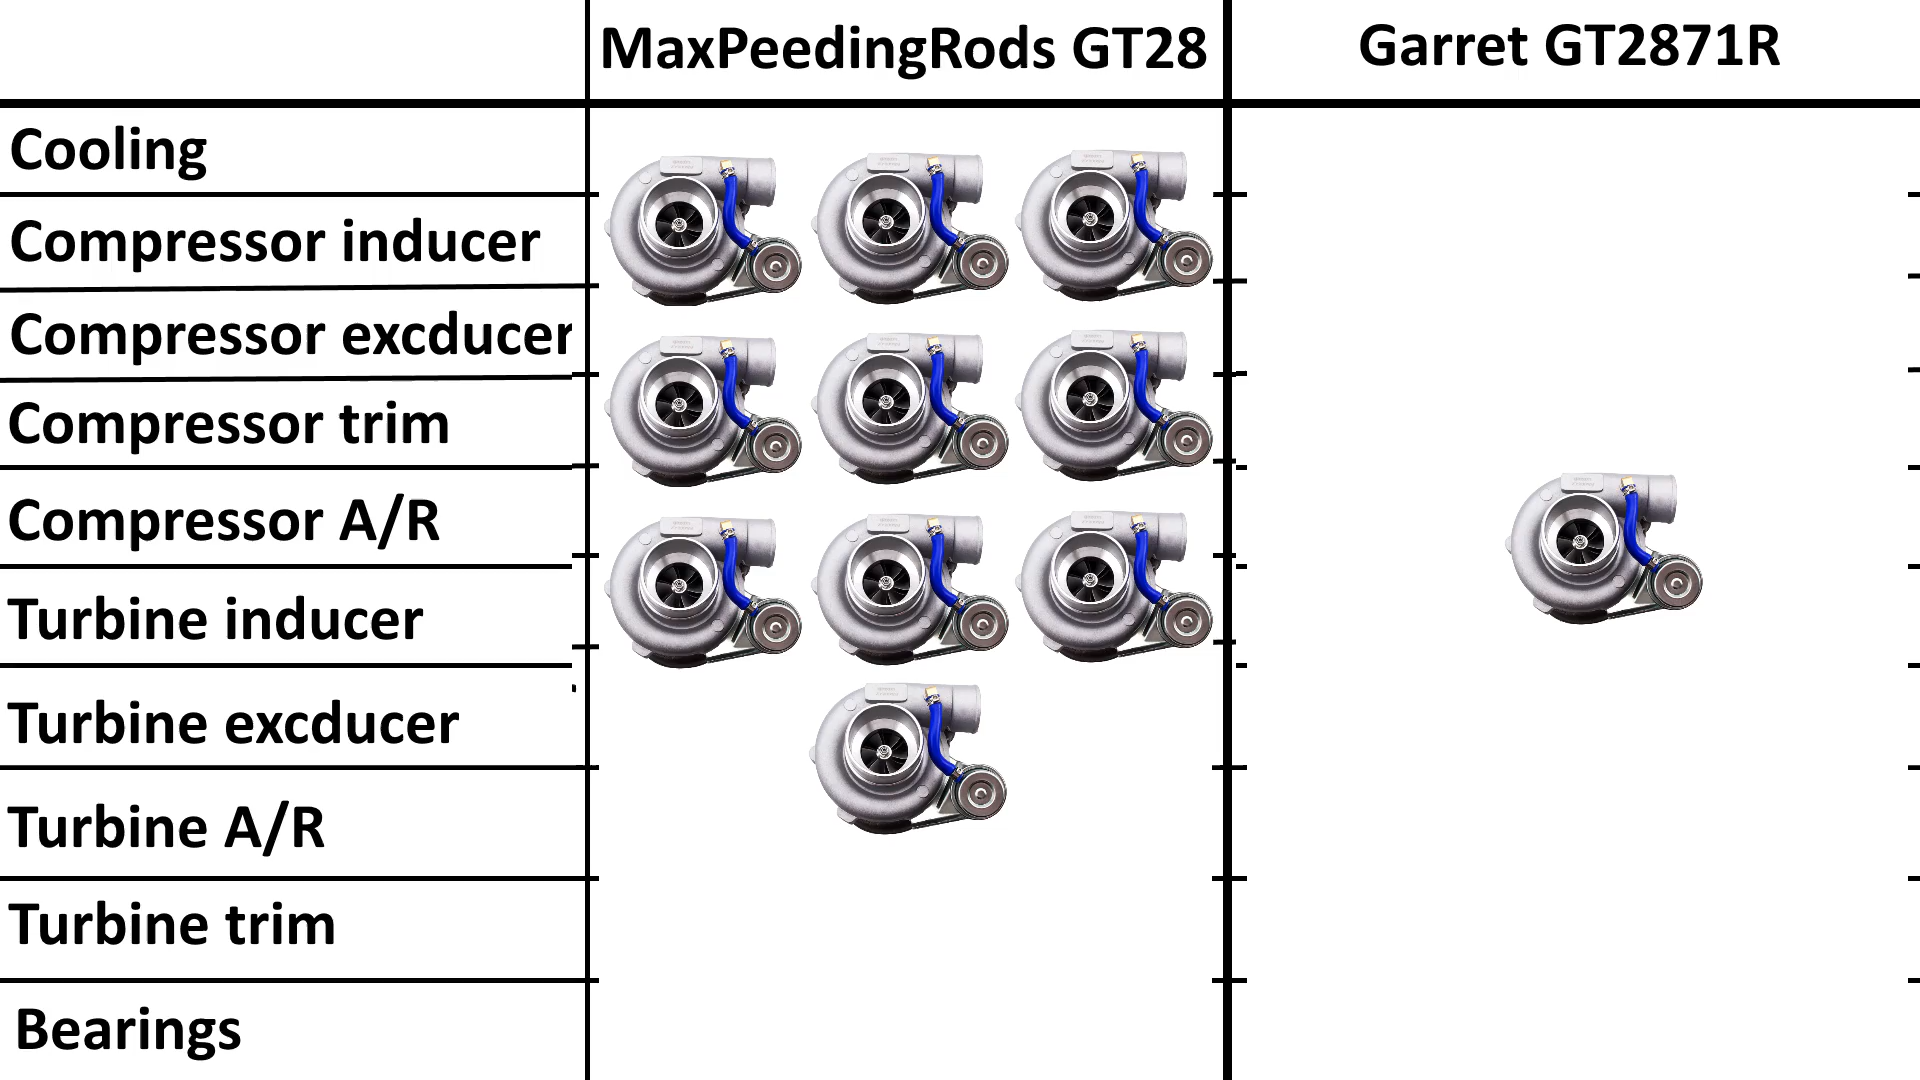 MaxPeedingRods GT28
Garret GT2871R
Cooling
Compressor inducer
Compressor excducer
Compressor trim
Compressor A/R
Turbine inducer
Turbine excducer
Turbine A/R
Turbine trim
Bearings